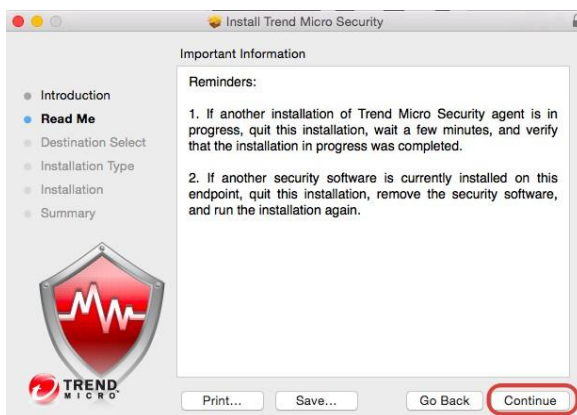 Install Trend Micro Security
Important Information
Introduction
Read Me
Destination Select
Installation Type
Installation
Summary
Reminders:
1. If another installation of Trend Micro Security agent is in
progress, quit this installation, wait a few minutes, and verify
that the installation in progress was completed.
2. If another security software is currently installed on this
endpoint, quit this installation, remove the security software,
and run the installation again.
TREND
MICRO
Print...
Save...
Go Back
Continue